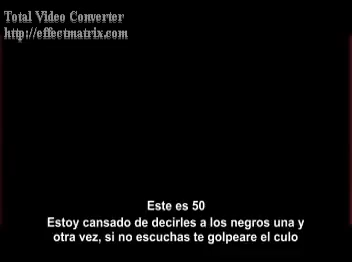 Total Video Converter
http://effectmatrix.com
Este es 50
Estoy cansado de decirles a los negros una y
otra vez, si no escuchas te golpeare el culo